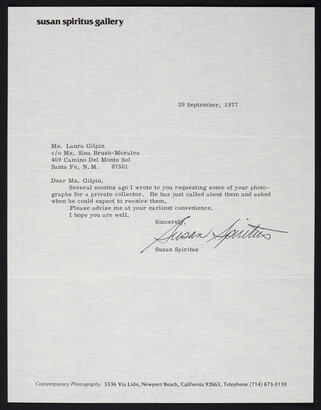 susan spiritus gallery
29 September, 1977
Ms. Laura Gilpin
c/o Ms. Sina Brush-Morales
409 Camino Del Monte Sol
Santa Fe, N.M. 87501
Dear Ms. Gilpin,
Several months ago I wrote to you requesting some of your photo-
graphs for a private collector. He has just called about them and asked
when he could expect to receive them.
Please advise me at your earliest convenience.
I hope you are well.
Sincerely,
Susan Spiritus
Susan Spiritus
Contemporary Photography 3336 Via Lido, Newport Beach, California 92663, Telephone (714) 673-5110